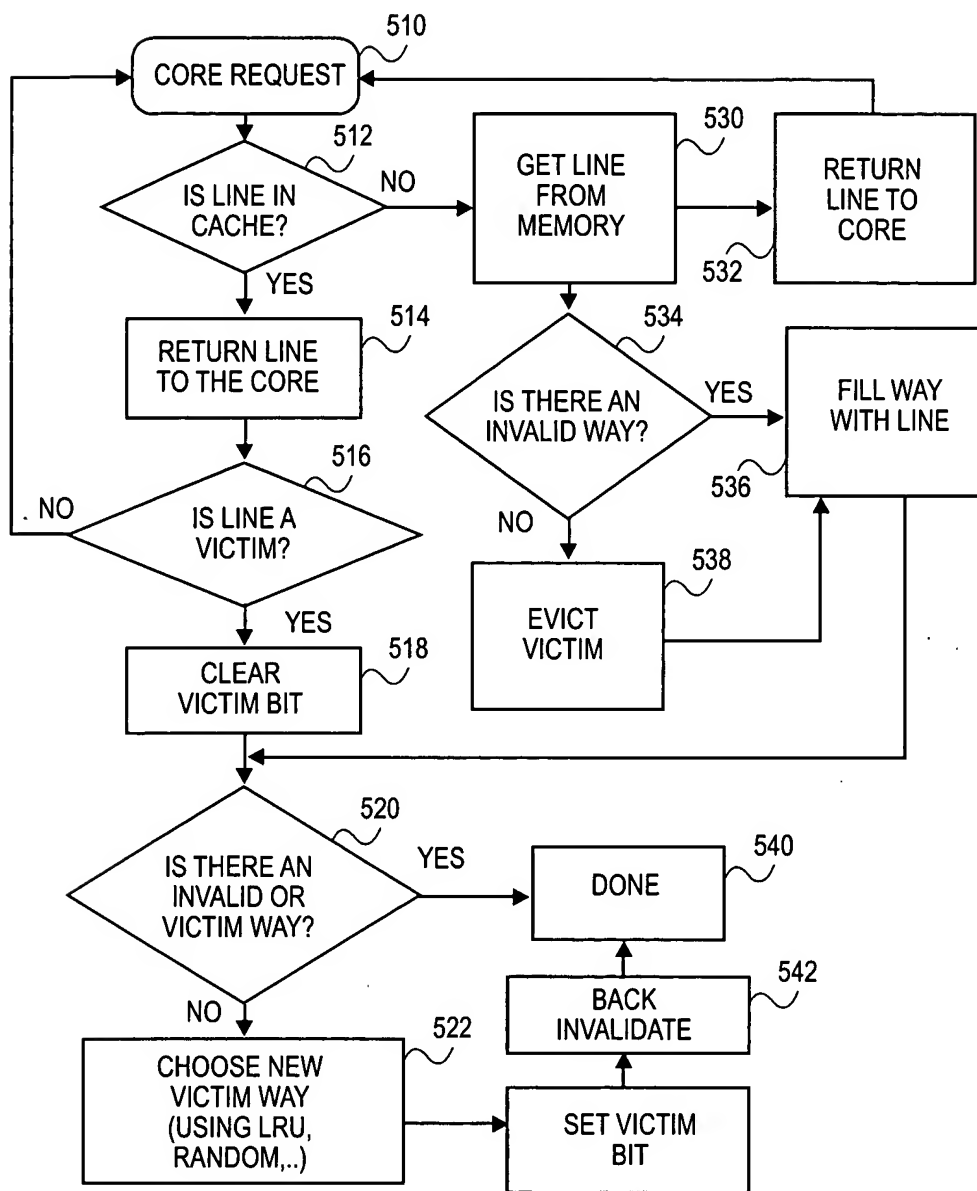 510
CORE REQUEST
512
IS LINE IN
CACHE?
NO
YES
530
GET LINE
FROM
MEMORY
RETURN
LINE TO
CORE
532
514
RETURN LINE
TO THE CORE
534
IS THERE AN
INVALID WAY?
YES
NO
FILL WAY
WITH LINE
536
516
IS LINE A
VICTIM?
NO
YES
538
EVICT
VICTIM
518
CLEAR
VICTIM BIT
520
IS THERE AN
INVALID OR
VICTIM WAY?
YES
NO
540
DONE
542
BACK
INVALIDATE
522
CHOOSE NEW
VICTIM WAY
(USING LRU,
RANDOM,..)
SET VICTIM
BIT